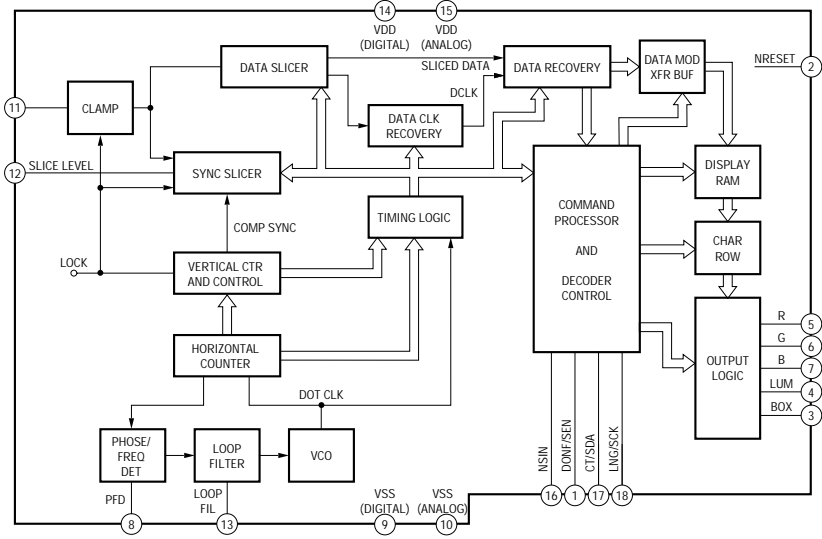 14
15
VDD
(DIGITAL)
VDD
(ANALOG)
NRESET
2
DATA SLICER
SLICED DATA
DATA RECOVERY
DATA MOD
XFR BUF
DCLK
11
CLAMP
DATA CLK
RECOVERY
12
SLICE LEVEL
SYNC SLICER
DISPLAY
RAM
COMMAND
PROCESSOR
AND
DECODER
CONTROL
TIMING LOGIC
COMP SYNC
CHAR
ROW
LOCK
VERTICAL CTR
AND CONTROL
HORIZONTAL
COUNTER
OUTPUT
LOGIC
R
5
G
6
B
7
LUM
4
BOX
3
DOT CLK
PHOSE/
FREQ
DET
LOOP
FILTER
VCO
NSIN
DONF/SEN
CT/SDA
LNG/SCK
PFD
LOOP
FIL
VSS
(DIGITAL)
VSS
(ANALOG)
16
1
17
18
8
13
9
10